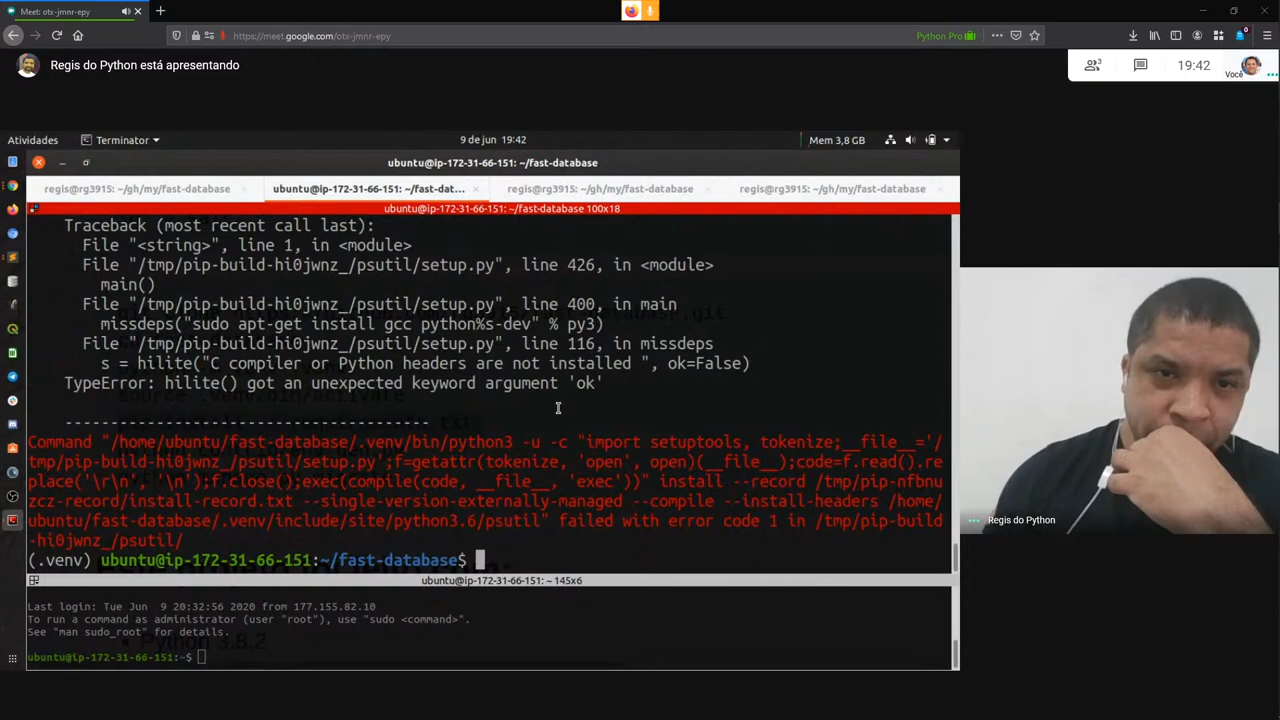 Meet: otx-jmnr-epy
https://meet.google.com/otx-jmnr-epy
Python Pro
Regis do Python está apresentando
3
19:42
Você
Atividades
Terminator
9 de jun 19:42
Mem 3,8 GB
ubuntu@ip-172-31-66-151: ~/fast-database
regis@rg3915: ~/gh/my/fast-database
ubuntu@ip-172-31-66-151: ~/fast-dat...
regis@rg3915: ~/gh/my/fast-database
regis@rg3915: ~/gh/my/fast-database
ubuntu@ip-172-31-66-151: ~/fast-database 100x18
Traceback (most recent call last):
File "<string>", line 1, in <module>
File "/tmp/pip-build-hi0jwnz_/psutil/setup.py", line 426, in <module>
main()
File "/tmp/pip-build-hi0jwnz_/psutil/setup.py", line 400, in main
missdeps("sudo apt-get install gcc python%s-dev" % py3)
File "/tmp/pip-build-hi0jwnz_/psutil/setup.py", line 116, in missdeps
s = hilite("C compiler or Python headers are not installed ", ok=False)
TypeError: hilite() got an unexpected keyword argument 'ok'
source .venv/bin/activate
----------------------------------------
Command "/home/ubuntu/fast-database/.venv/bin/python3 -u -c "import setuptools, tokenize;__file__='/
tmp/pip-build-hi0jwnz_/psutil/setup.py';f=getattr(tokenize, 'open', open)(__file__);code=f.read().re
place('\r\n', '\n');f.close();exec(compile(code, __file__, 'exec'))" install --record /tmp/pip-nfbnu
uzcz-record/install-record.txt --single-version-externally-managed --compile --install-headers /home/
ubuntu/fast-database/.venv/include/site/python3.6/psutil" failed with error code 1 in /tmp/pip-build
-hi0jwnz_/psutil/
(.venv) ubuntu@ip-172-31-66-151:~/fast-database$
ubuntu@ip-172-31-66-151: ~ 145x6
Last login: Tue Jun  9 20:32:56 2020 from 177.155.82.10
To run a command as administrator (user "root"), use "sudo <command>".
See "man sudo_root" for details.
• Python 3.8.2
ubuntu@ip-172-31-66-151:~$
Regis do Python